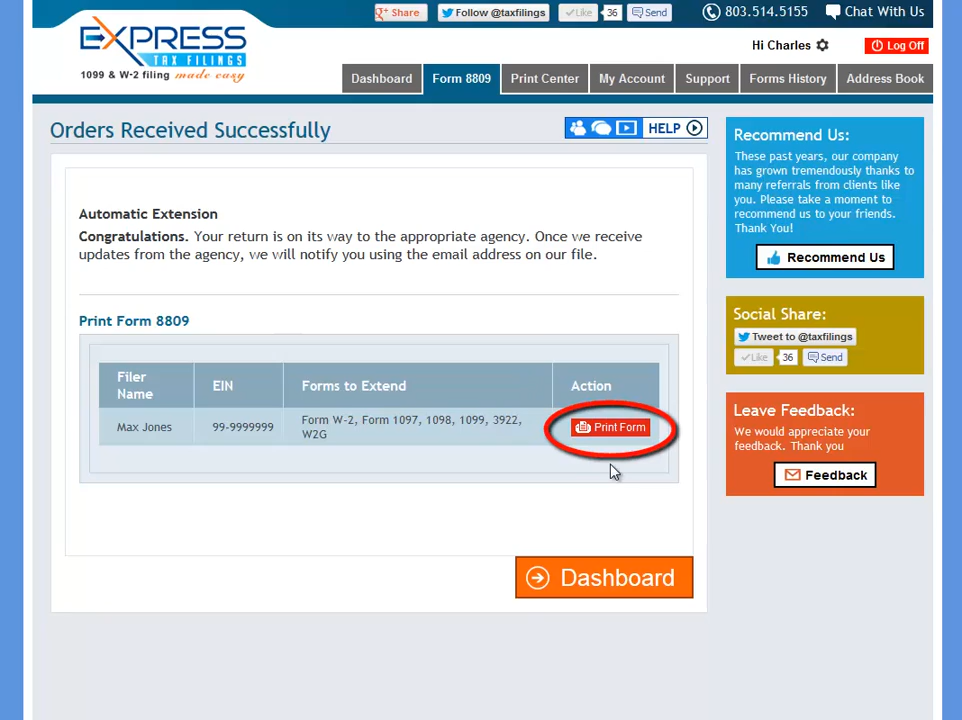 g+ Share
Follow @taxfilings
Like
36
Send
803.514.5155
Chat With Us
EXPRESS
TAX FILINGS
1099 & W-2 filing made easy
Hi Charles
Log Off
Dashboard
Form 8809
Print Center
My Account
Support
Forms History
Address Book
Orders Received Successfully
HELP
Automatic Extension
Congratulations. Your return is on its way to the appropriate agency. Once we receive
updates from the agency, we will notify you using the email address on our file.
Print Form 8809
Filer
Name
EIN
Forms to Extend
Action
Max Jones
99-9999999
Form W-2, Form 1097, 1098, 1099, 3922,
W2G
Print Form
Dashboard
Recommend Us:
These past years, our company
has grown tremendously thanks to
many referrals from clients like
you. Please take a moment to
recommend us to your friends.
Thank You!
Recommend Us
Social Share:
Tweet to @taxfilings
Like
36
Send
Leave Feedback:
We would appreciate your
feedback. Thank you
Feedback